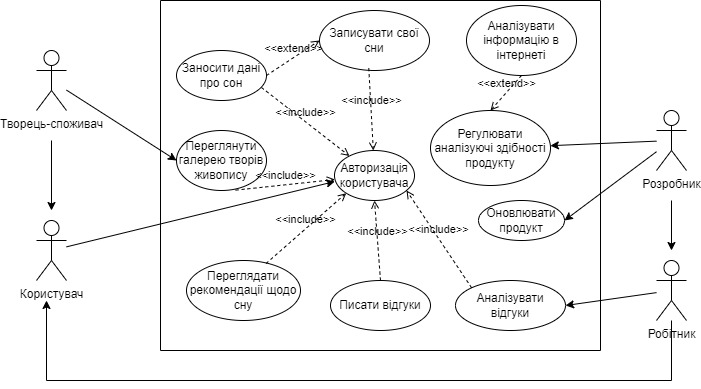 Записувати свої
сни
Аналізувати
інформацію в
інтернеті
<<extend>>
Заносити дані
про сон
<<extend>>
<<include>>
<<include>>
Творець-споживач
Переглянути
галерею творів
живопису
Регулювати
аналізуючі здібності
продукту
<<include>>
Авторизація
користувача
Розробник
<<include>>
<<include>>
<<include>>
Оновлювати
продукт
Переглядати
рекомендації щодо
сну
Користувач
Писати відгуки
Аналізувати
відгуки
Робітник